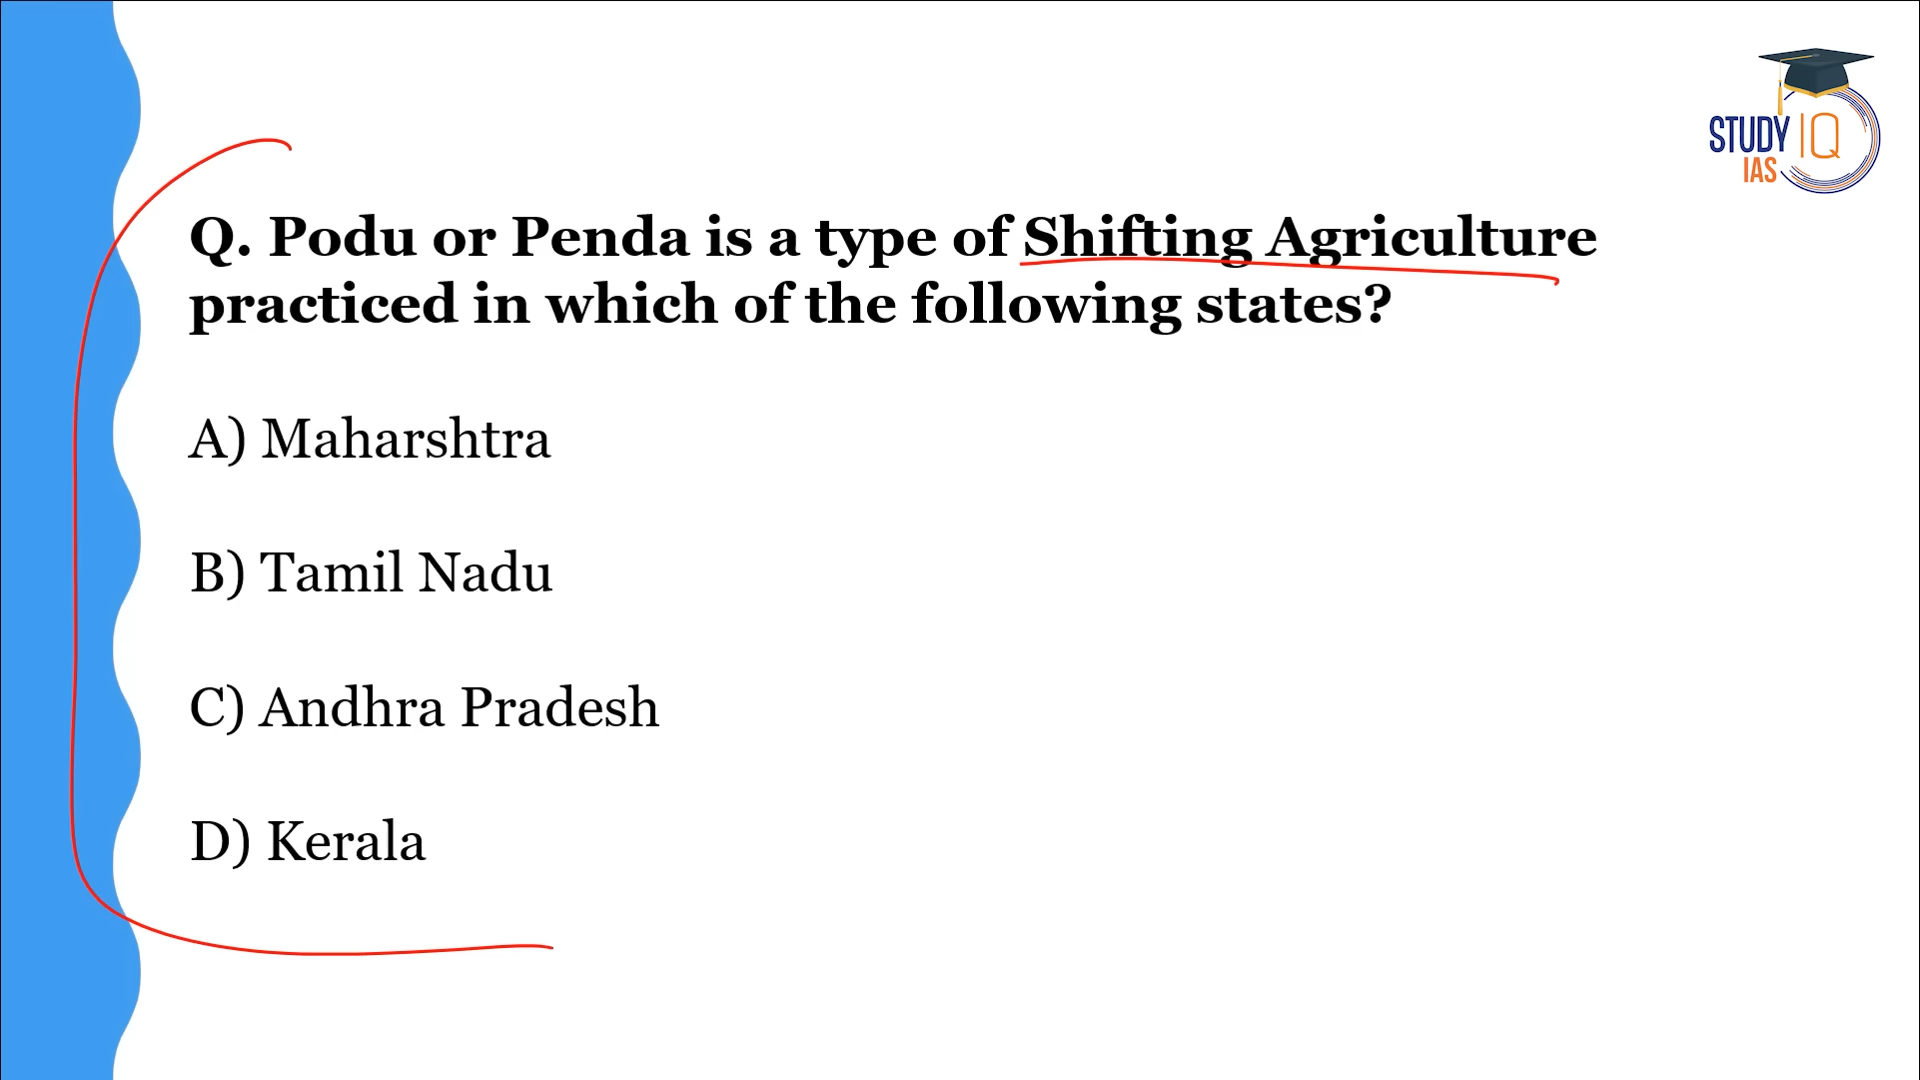 STUDY IQ
IAS
Q. Podu or Penda is a type of Shifting Agriculture
practiced in which of the following states?
A) Maharshtra
B) Tamil Nadu
C) Andhra Pradesh
D) Kerala